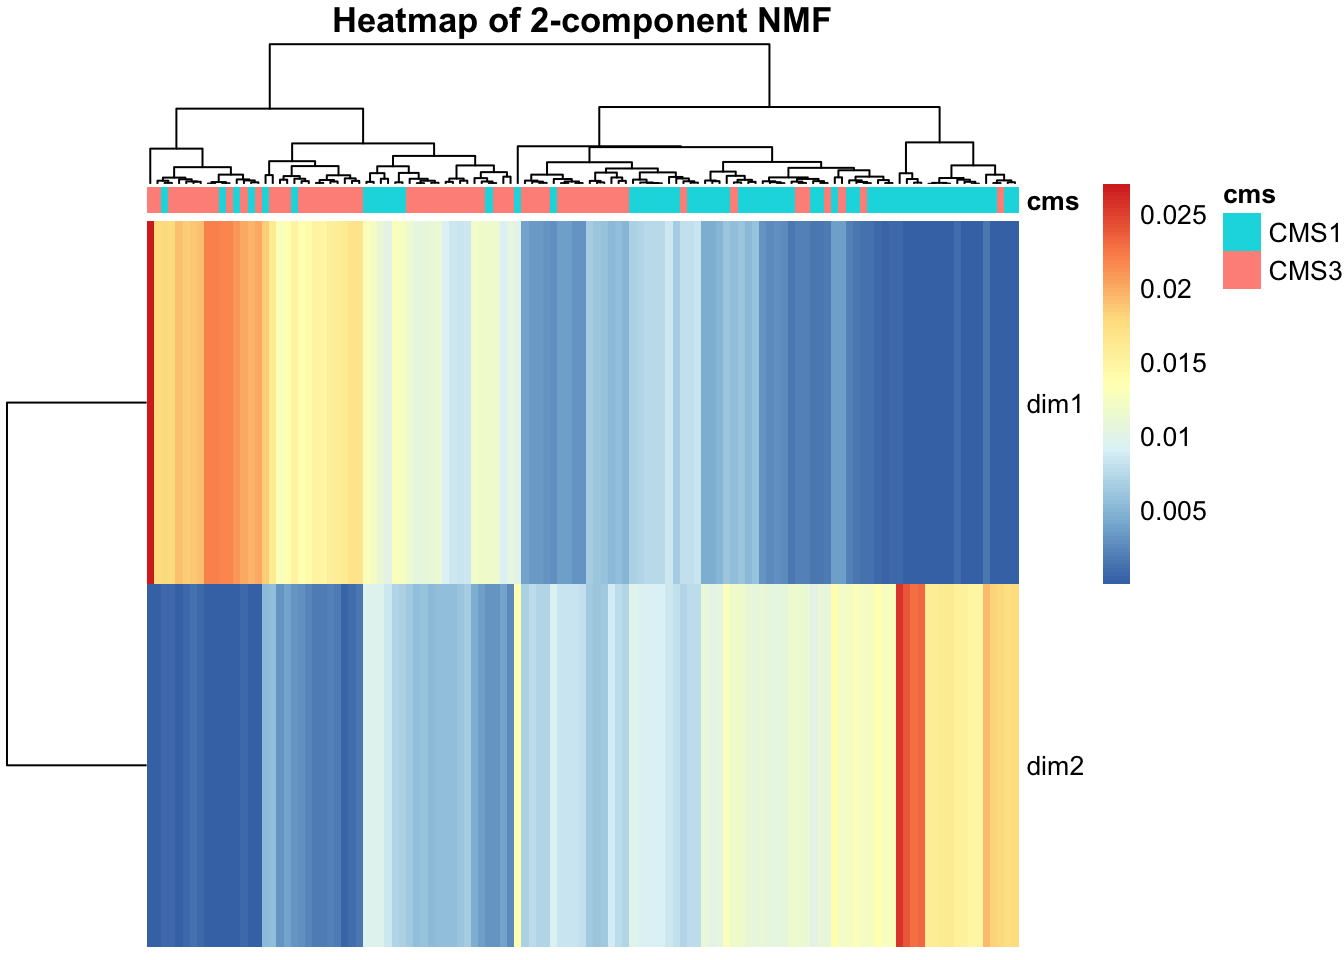 Heatmap of 2-component NMF
cms
dim1
dim2
0.025
0.02
0.015
0.01
0.005
cms
CMS1
CMS3